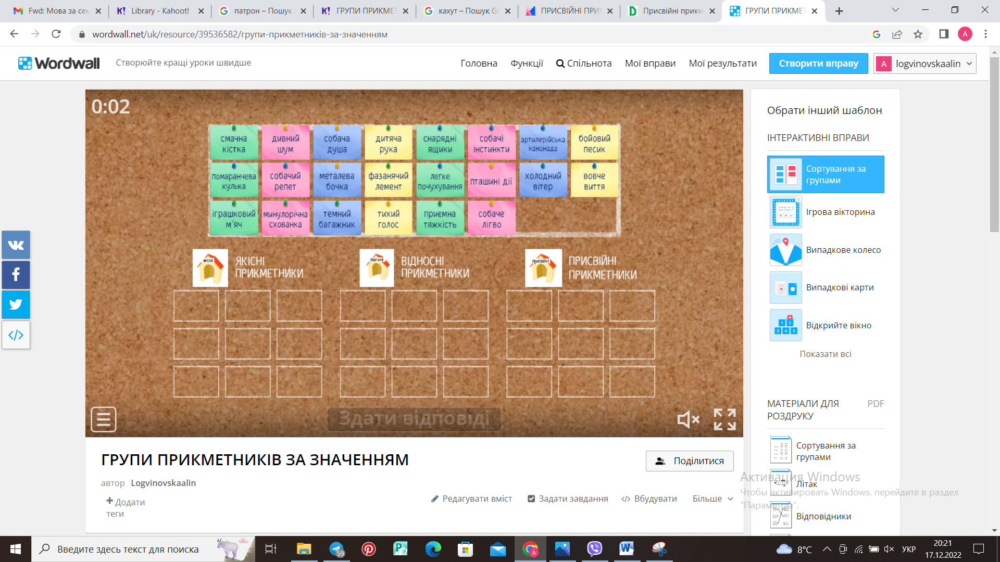 Fwd: Мова за сем
Library - Kahoot!
патрон – Пошук
ГРУПИ ПРИКМЕТ
кахут – Пошук Go
ПРИСВІЙНІ ПРИ
Присвійні прикм
ГРУПИ ПРИКМЕТ
wordwall.net/uk/resource/39536582/групи-прикметників-за-значенням
A
Wordwall
Створюйте кращі уроки швидше
Головна
Функції
Спільнота
Мої вправи
Мої результати
Створити вправу
A
logvinovskaalin
0:02
смачна
кістка
дивний
шум
собача
душа
дитяча
рука
снарядні
ящики
собачі
інстинкти
артилерійська
канонада
бойовий
песик
помаранчева
кулька
собачий
репет
металева
бочка
фазанячий
лемент
легке
почухування
пташині дії
холодний
вітер
вовче
виття
іграшковий
м'яч
минулорічна
схованка
темний
багажник
тихий
голос
приємна
тяжкість
собаче
лігво
якісні
ЯКІСНІ
ПРИКМЕТНИКИ
відносні
ВІДНОСНІ
ПРИКМЕТНИКИ
присвійні
ПРИСВІЙНІ
ПРИКМЕТНИКИ
Здати відповіді
ГРУПИ ПРИКМЕТНИКІВ ЗА ЗНАЧЕННЯМ
Поділитися
автор Logvinovskaalin
Додати
теги
Редагувати вміст
Задати завдання
Вбудувати
Більше
Обрати інший шаблон
ІНТЕРАКТИВНІ ВПРАВИ
Сортування за
групами
Ігрова вікторина
Випадкове колесо
Випадкові карти
Відкрийте вікно
Показати всі
МАТЕРІАЛИ ДЛЯ
РОЗДРУКУ
PDF
Сортування за
групами
Літак
Відповідники
Активация Windows
Чтобы активировать Windows, перейдите в раздел
"Параметры".
Введите здесь текст для поиска
59
8°C
УКР
20:21
17.12.2022